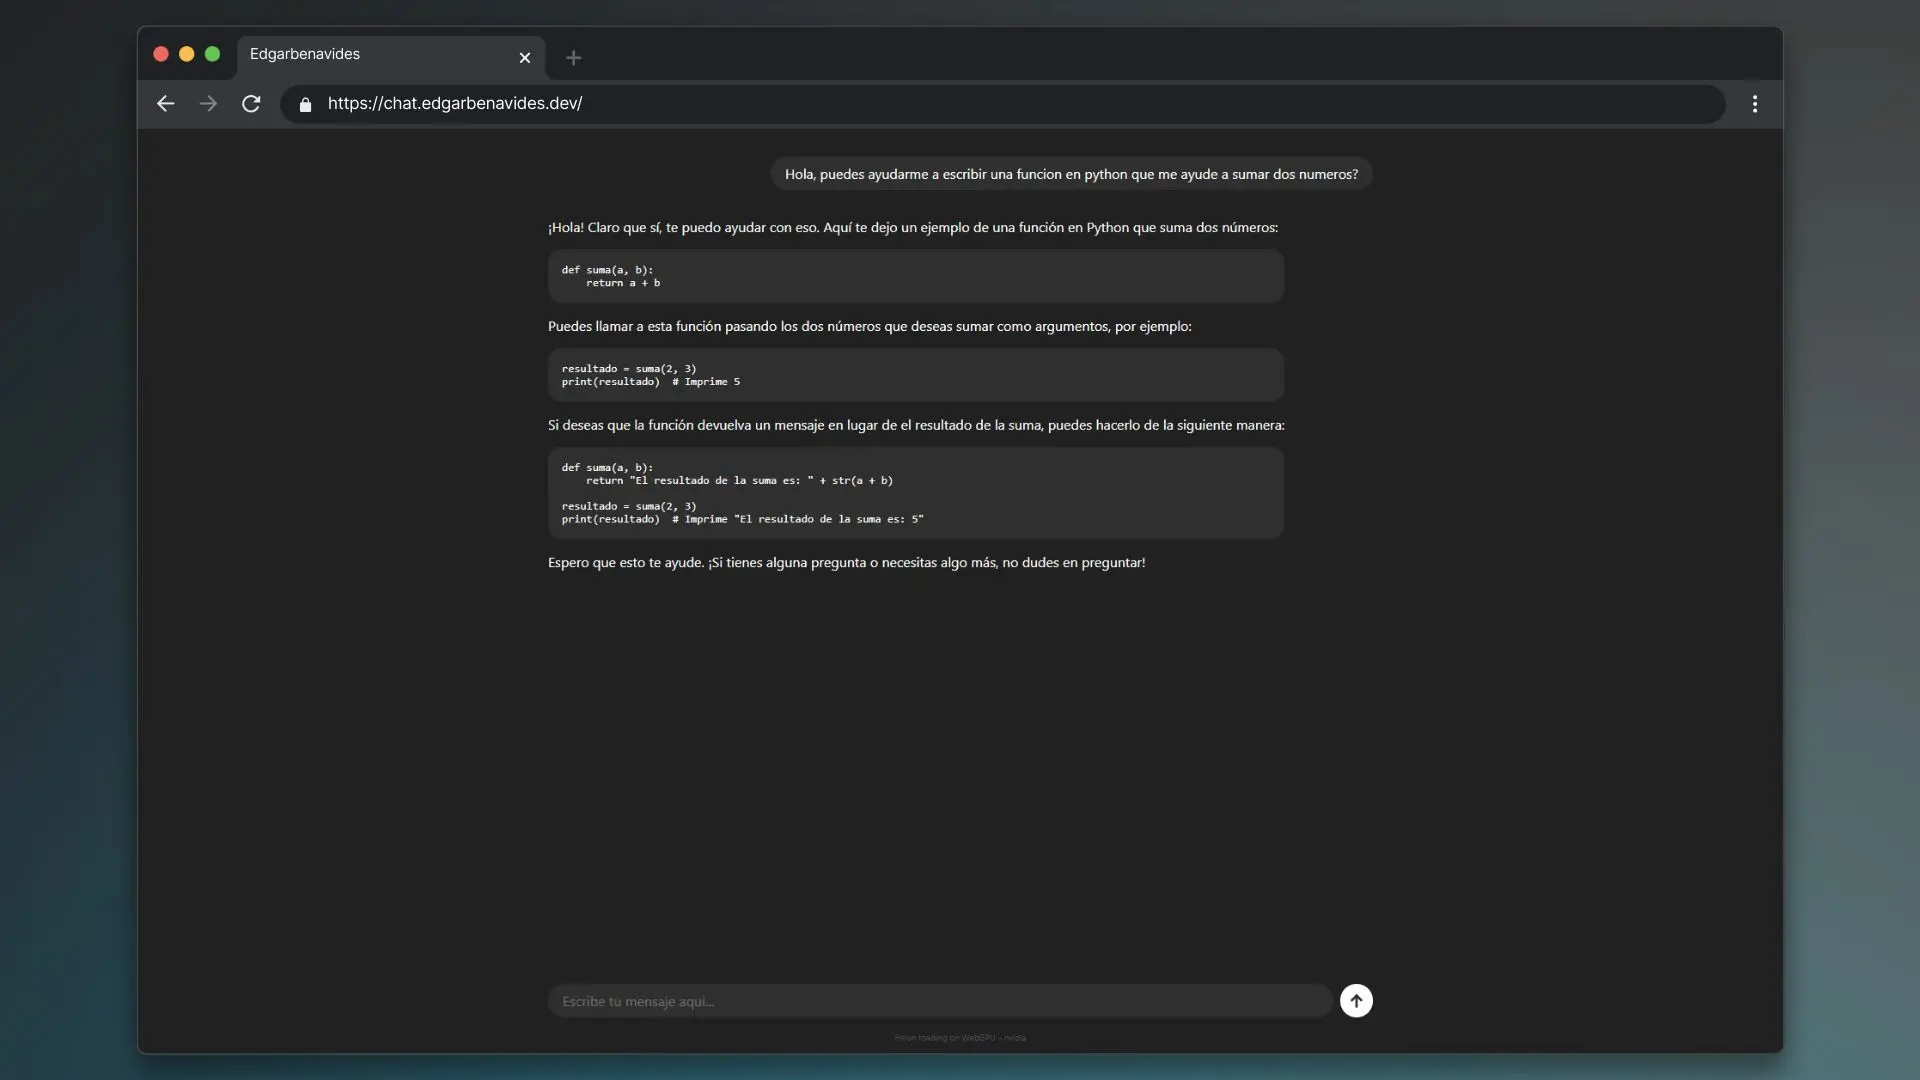 Edgarbenavides
https://chat.edgarbenavides.dev/
Hola, puedes ayudarme a escribir una funcion en python que me ayude a sumar dos numeros?
¡Hola! Claro que sí, te puedo ayudar con eso. Aquí te dejo un ejemplo de una función en Python que suma dos números:
def suma(a, b):
    return a + b
Puedes llamar a esta función pasando los dos números que deseas sumar como argumentos, por ejemplo:
resultado = suma(2, 3)
print(resultado)  # Imprime 5
Si deseas que la función devuelva un mensaje en lugar de el resultado de la suma, puedes hacerlo de la siguiente manera:
def suma(a, b):
    return "El resultado de la suma es: " + str(a + b)
resultado = suma(2, 3)
print(resultado)  # Imprime "El resultado de la suma es: 5"
Espero que esto te ayude. ¡Si tienes alguna pregunta o necesitas algo más, no dudes en preguntar!
Escribe tu mensaje aquí...
Finish loading on WebGPU - nvidia